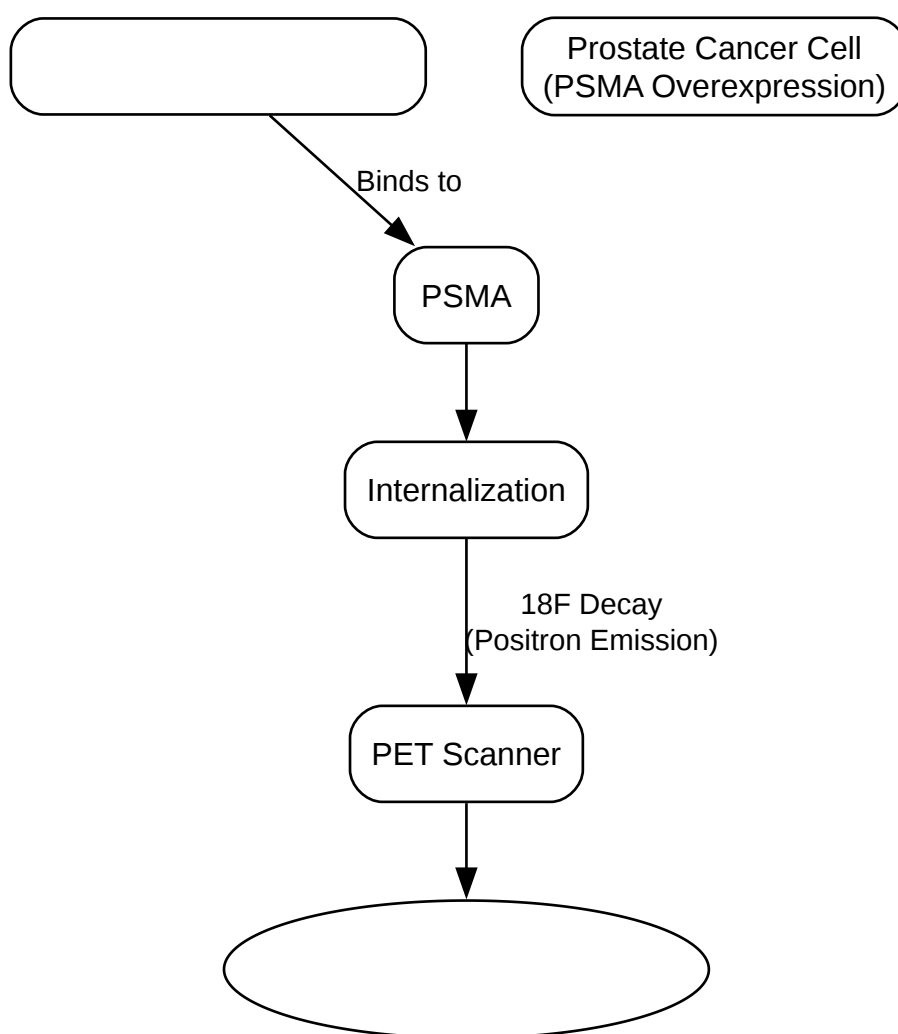 Prostate Cancer Cell
(PSMA Overexpression)
Binds to
PSMA
Internalization
18F Decay
(Positron Emission)
PET Scanner